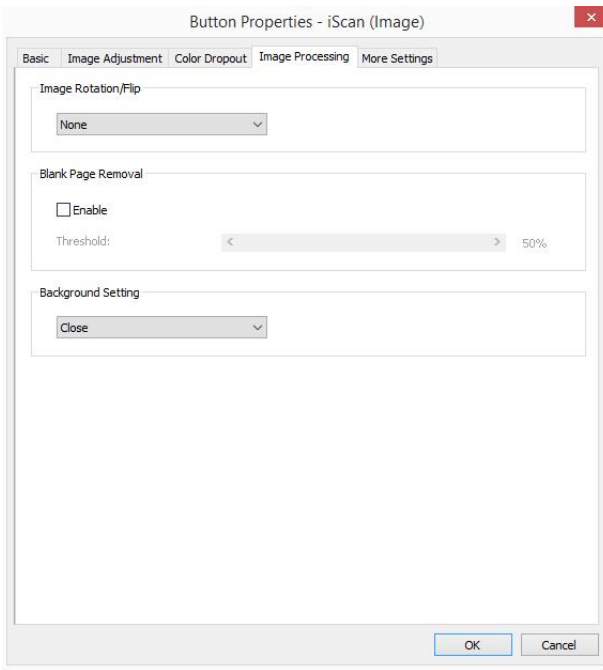 Button Properties - iScan (Image)
Basic Image Adjustment Color Dropout Image Processing More Settings
Image Rotation/Flip
None
Blank Page Removal
Enable
Threshold: 50%
Background Setting
Close
OK Cancel